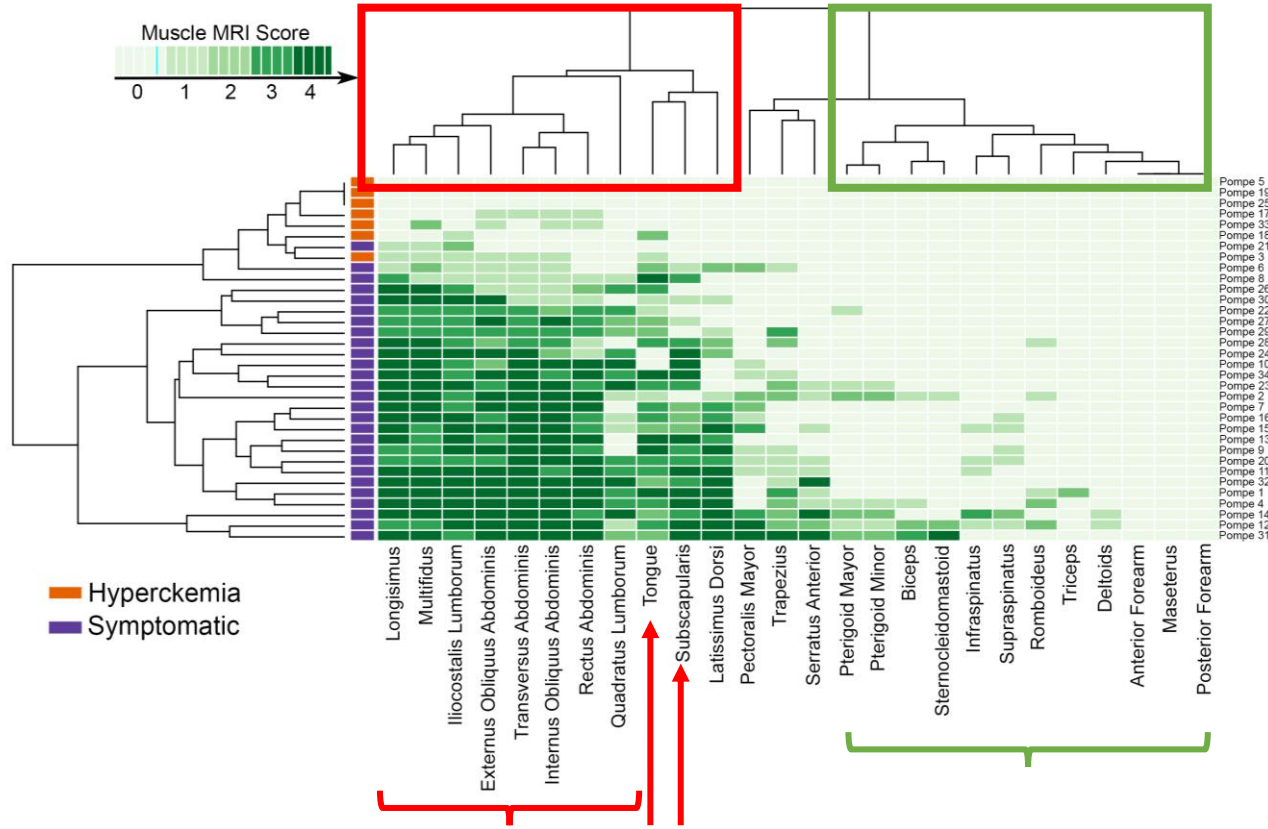 Muscle MRI Score
0 1 2 3 4
Pompe 5
Pompe 19
Pompe 25
Pompe 17
Pompe 33
Pompe 18
Pompe 21
Pompe 3
Pompe 6
Pompe 8
Pompe 26
Pompe 30
Pompe 22
Pompe 27
Pompe 29
Pompe 28
Pompe 24
Pompe 10
Pompe 34
Pompe 23
Pompe 2
Pompe 7
Pompe 16
Pompe 15
Pompe 13
Pompe 9
Pompe 20
Pompe 11
Pompe 32
Pompe 1
Pompe 4
Pompe 14
Pompe 12
Pompe 31
Hyperckemia
Symptomatic
Longisimus
Multifidus
Iliocostalis Lumborum
Externus Obliquus Abdominis
Transversus Abdominis
Internus Obliquus Abdominis
Rectus Abdominis
Quadratus Lumborum
Tongue
Subscapularis
Latissimus Dorsi
Pectoralis Mayor
Trapezius
Serratus Anterior
Pterigoid Mayor
Pterigoid Minor
Biceps
Sternocleidomastoid
Infraspinatus
Supraspinatus
Romboideus
Triceps
Deltoids
Anterior Forearm
Maseterus
Posterior Forearm